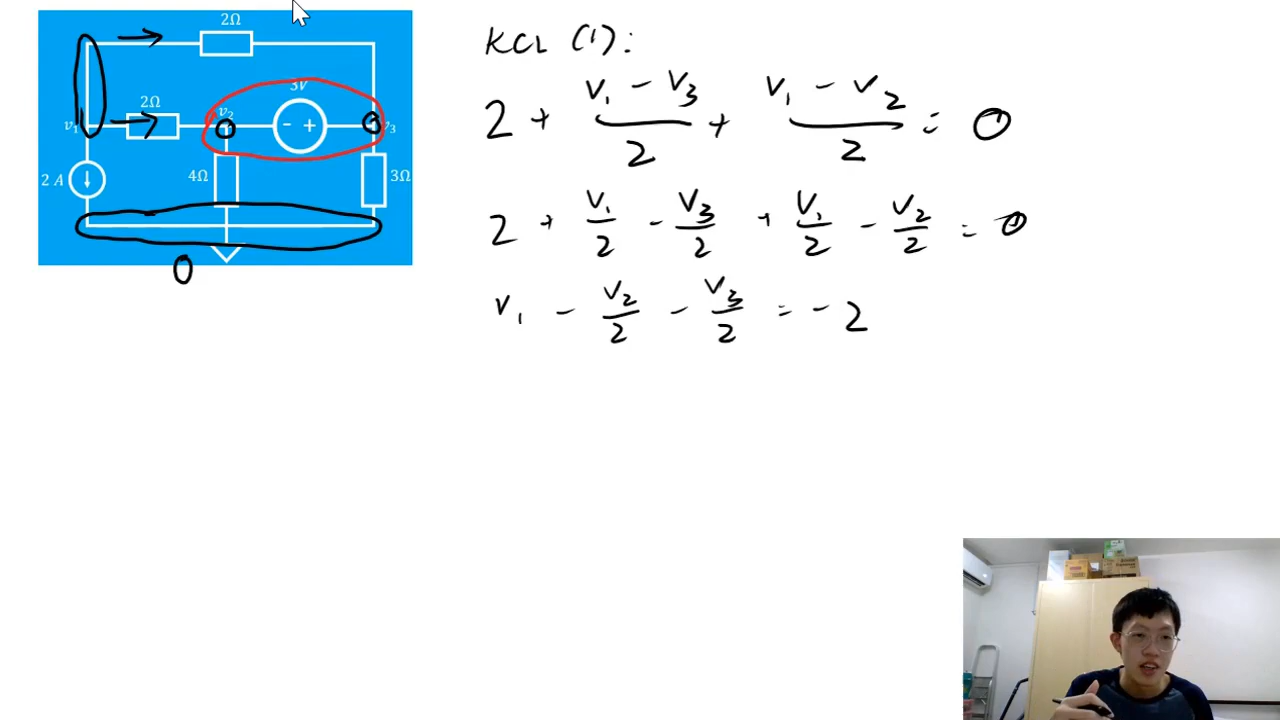 2Ω
3V
2Ω
v₂
v₁
v₃
2 A
4Ω
3Ω
0
KCL (1):
2 + (v₁ - v₃)/2 + (v₁ - v₂)/2 = 0
2 + v₁/2 - v₃/2 + v₁/2 - v₂/2 = 0
v₁ - v₂/2 - v₃/2 = -2